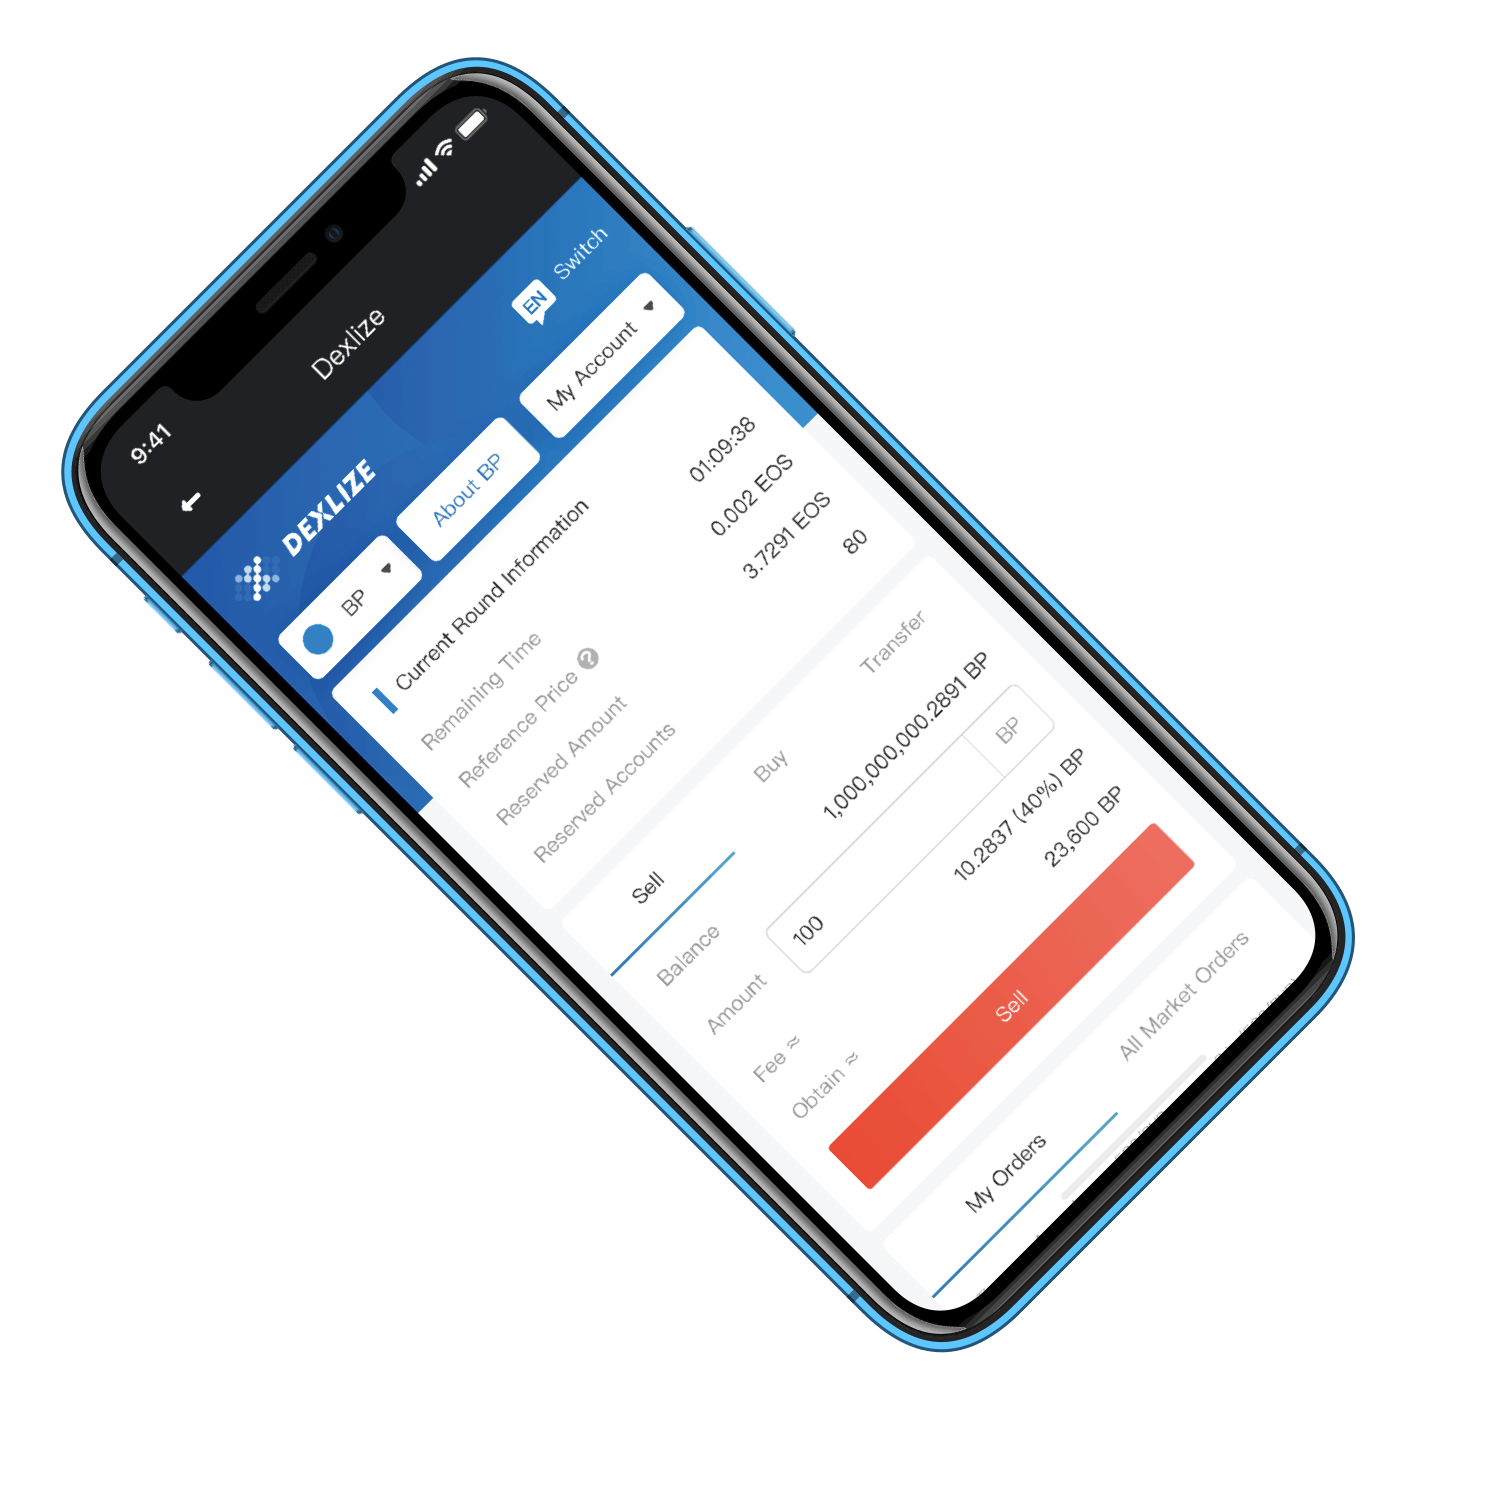 9:41
Dexlize
DEXLIZE
EN Switch
BP
About BP
My Account
Current Round Information
Remaining Time 01:09:38
Reference Price ? 0.002 EOS
Reserved Amount 3.7291 EOS
Reserved Accounts 80
Sell Buy Transfer
Balance 1,000,000,000.2891 BP
Amount 100 BP
Fee ≈ 10.2837 (40%) BP
Obtain ≈ 23,600 BP
Sell
My Orders All Market Orders